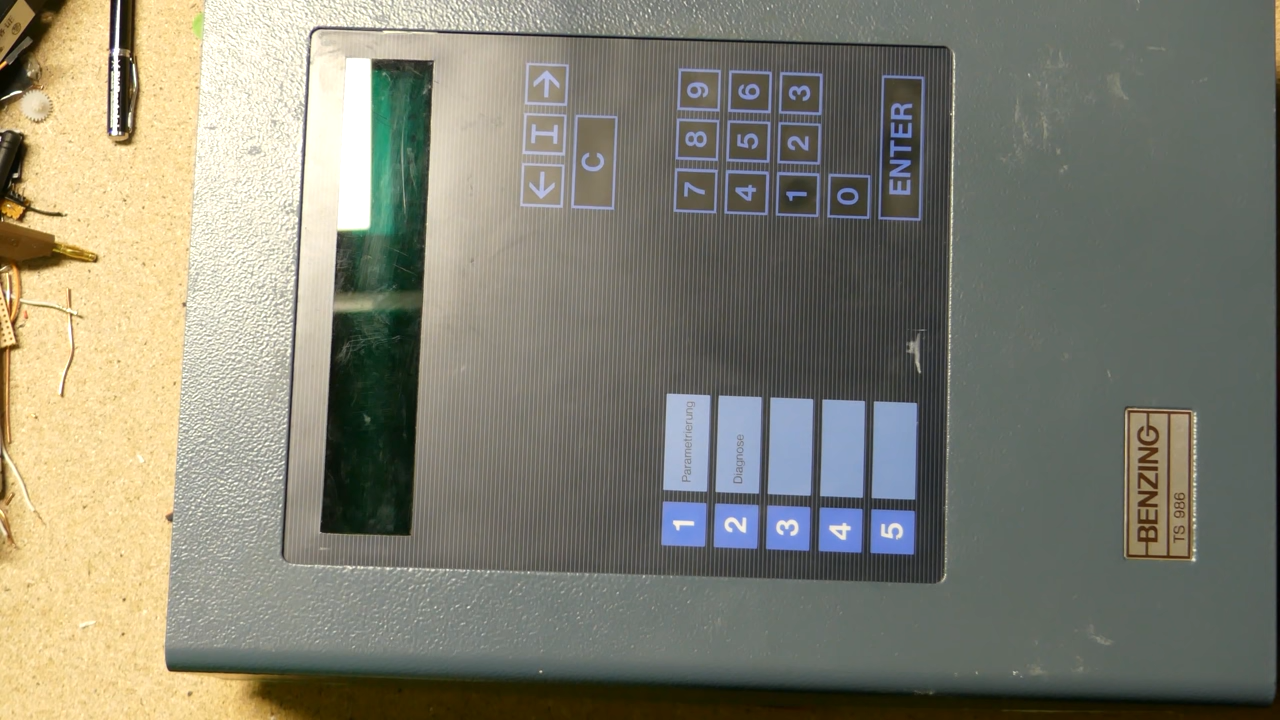 ← I →
C
1 Parametrierung 7 8 9
2 Diagnose 4 5 6
3 1 2 3
4 0
5 ENTER
BENZING
TS 986